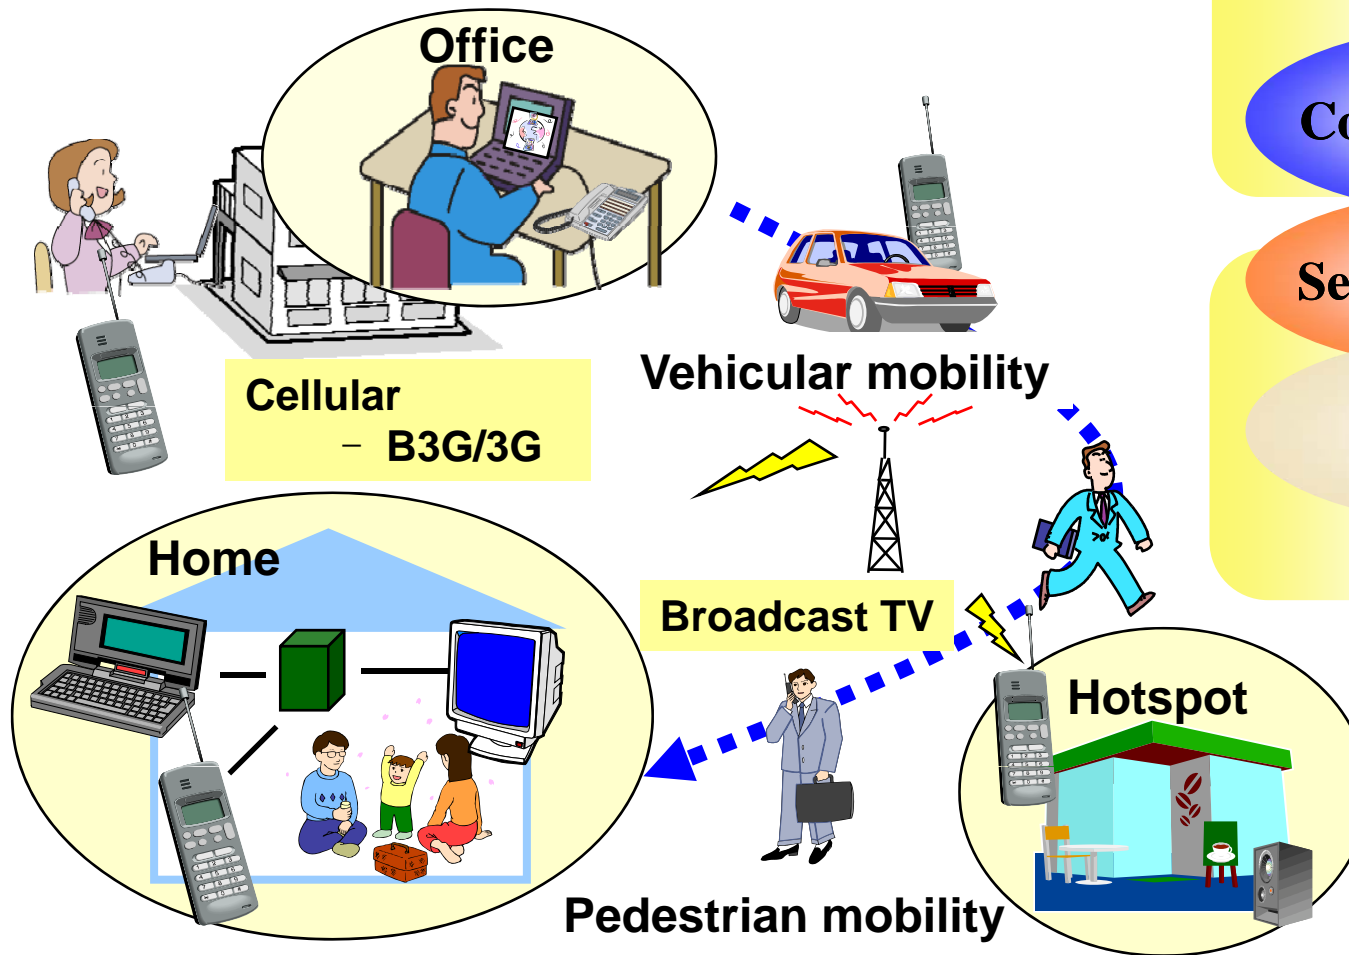 Office
Vehicular mobility
Cellular
– B3G/3G
Home
Broadcast TV
Hotspot
Pedestrian mobility